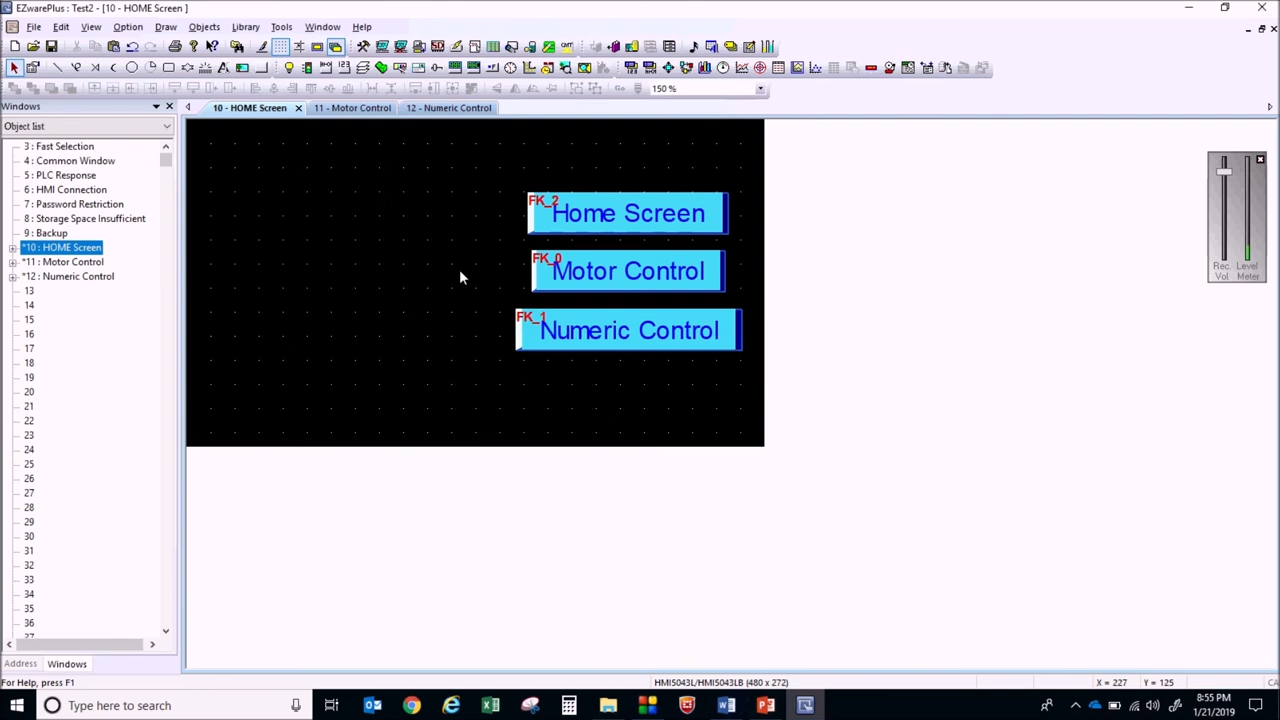 EZwarePlus : Test2 - [10 - HOME Screen ]
File Edit View Option Draw Objects Library Tools Window Help
150 %
Windows
10 - HOME Screen
11 - Motor Control
12 - Numeric Control
Object list
3 : Fast Selection
4 : Common Window
5 : PLC Response
6 : HMI Connection
7 : Password Restriction
8 : Storage Space Insufficient
9 : Backup
*10 : HOME Screen
*11 : Motor Control
*12 : Numeric Control
13
14
15
16
17
18
19
20
21
22
23
24
25
26
27
28
29
30
31
32
33
34
35
36
37
FK_2
Home Screen
FK_0
Motor Control
FK_1
Numeric Control
Rec. Vol
Level Meter
Address Windows
For Help, press F1
HMI5043L/HMI5043LB (480 x 272)
X = 227 Y = 125
Type here to search
8:55 PM
1/21/2019